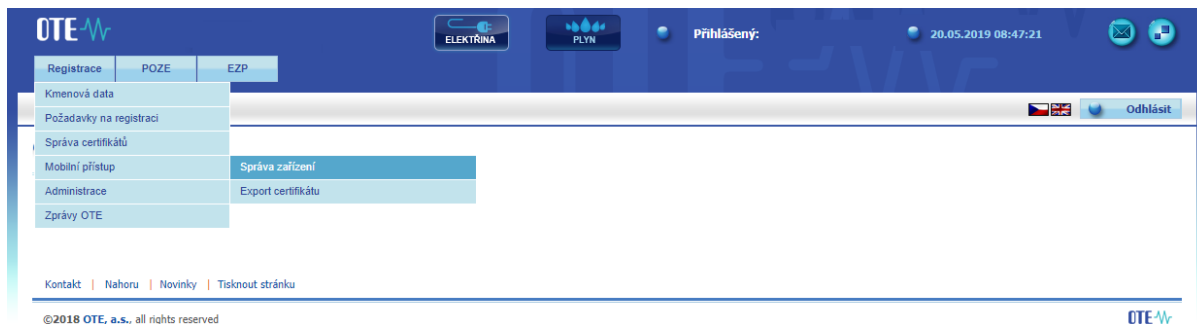 OTE
ELEKTŘINA
PLYN
Přihlášený:
20.05.2019 08:47:21
Registrace
POZE
EZP
Kmenová data
Požadavky na registraci
Odhlásit
Správa certifikátů
Mobilní přístup
Správa zařízení
Administrace
Export certifikátu
Zprávy OTE
Kontakt | Nahoru | Novinky | Tisknout stránku
©2018 OTE, a.s., all rights reserved
OTE